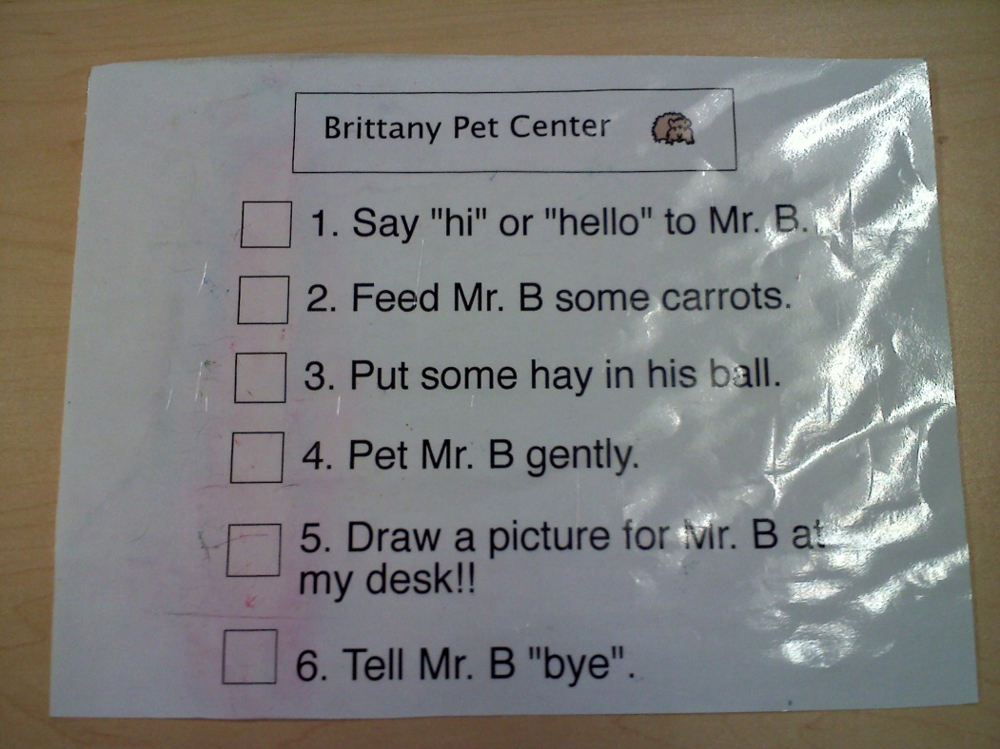 Brittany Pet Center
1. Say "hi" or "hello" to Mr. B.
2. Feed Mr. B some carrots.
3. Put some hay in his ball.
4. Pet Mr. B gently.
5. Draw a picture for Mr. B at
my desk!!
6. Tell Mr. B "bye".